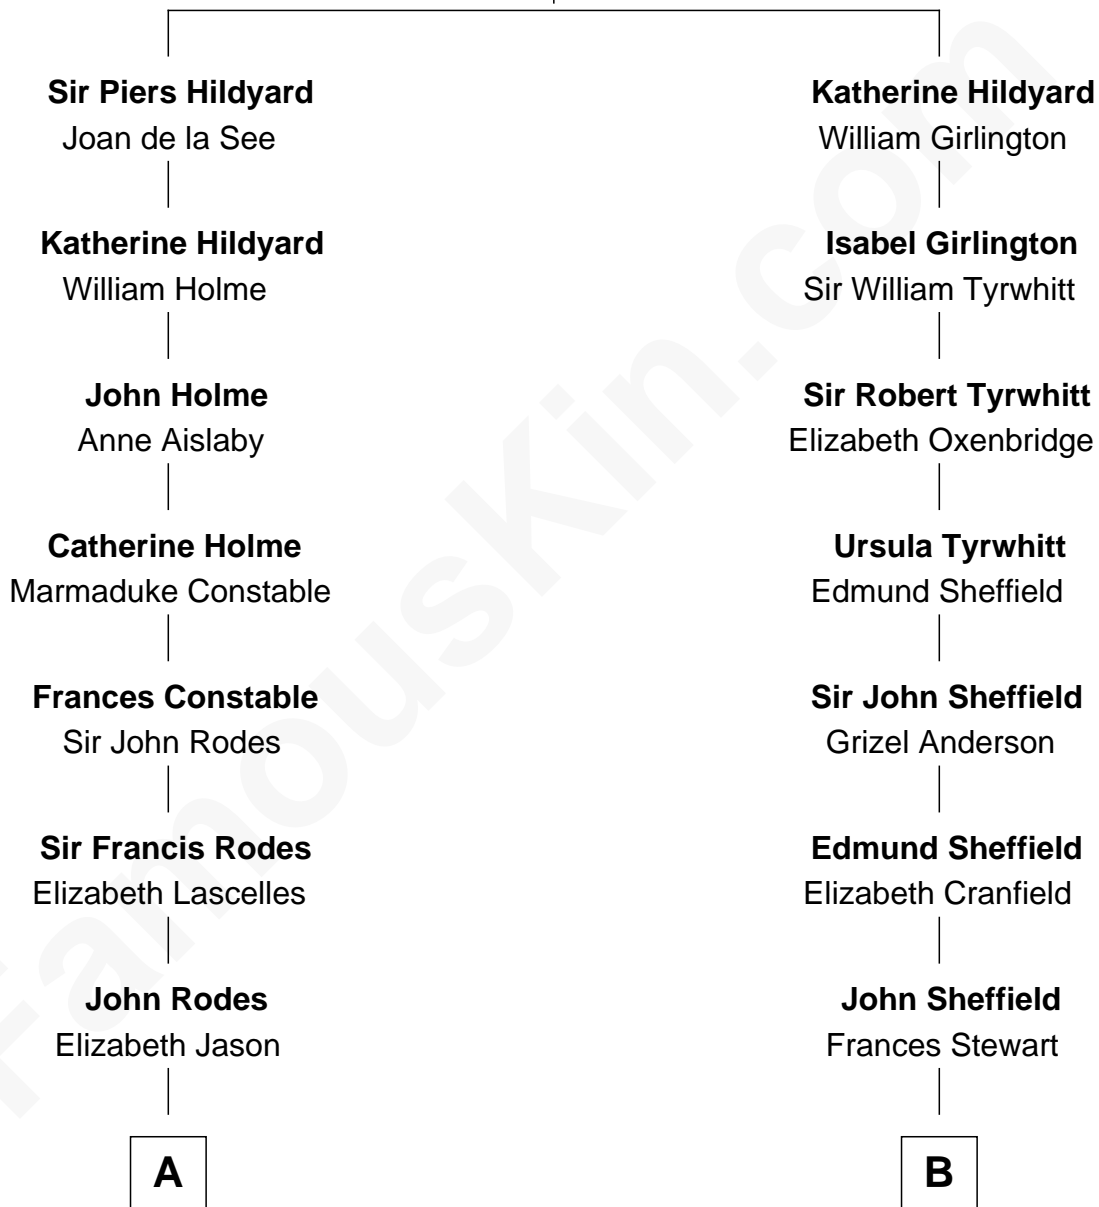 Sir Piers Hildyard
Joan de la See
Katherine Hildyard
William Holme
John Holme
Anne Aislaby
Catherine Holme
Marmaduke Constable
Frances Constable
Sir John Rodes
Sir Francis Rodes
Elizabeth Lascelles
John Rodes
Elizabeth Jason
A
Katherine Hildyard
William Girlington
Isabel Girlington
Sir William Tyrwhitt
Sir Robert Tyrwhitt
Elizabeth Oxenbridge
Ursula Tyrwhitt
Edmund Sheffield
Sir John Sheffield
Grizel Anderson
Edmund Sheffield
Elizabeth Cranfield
John Sheffield
Frances Stewart
B
FamousKin.com